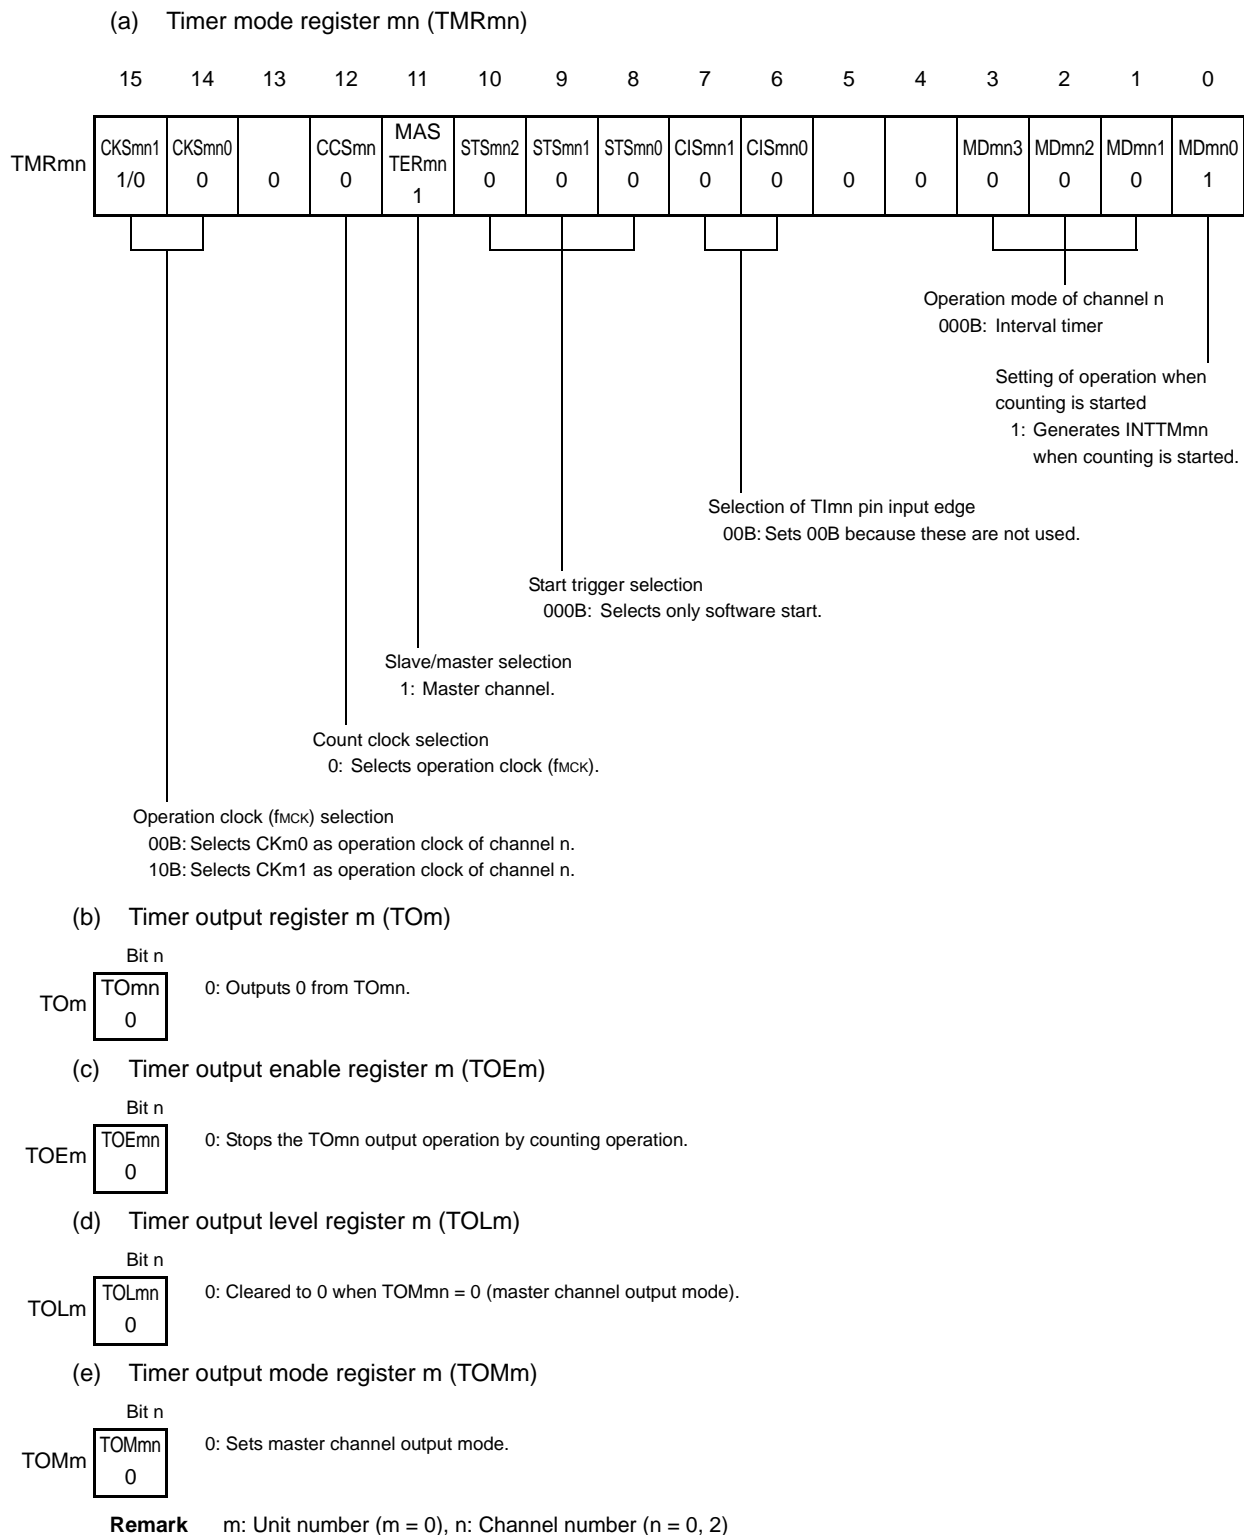 (a) Timer mode register mn (TMRmn)
15 14 13 12 11 10 9 8 7 6 5 4 3 2 1 0
TMRmn
CKSmn1 1/0
CKSmn0 0
0
CCSmn 0
MAS
TERmn
1
STSmn2 0
STSmn1 0
STSmn0 0
CISmn1 0
CISmn0 0
0
0
MDmn3 0
MDmn2 0
MDmn1 0
MDmn0 1
Operation mode of channel n
000B: Interval timer
Setting of operation when
counting is started
1: Generates INTTMmn
when counting is started.
Selection of TImn pin input edge
00B: Sets 00B because these are not used.
Start trigger selection
000B: Selects only software start.
Slave/master selection
1: Master channel.
Count clock selection
0: Selects operation clock (fMCK).
Operation clock (fMCK) selection
00B: Selects CKm0 as operation clock of channel n.
10B: Selects CKm1 as operation clock of channel n.
(b) Timer output register m (TOm)
Bit n
TOm TOmn 0: Outputs 0 from TOmn.
0
(c) Timer output enable register m (TOEm)
Bit n
TOEm TOEmn 0: Stops the TOmn output operation by counting operation.
0
(d) Timer output level register m (TOLm)
Bit n
TOLm TOLmn 0: Cleared to 0 when TOMmn = 0 (master channel output mode).
0
(e) Timer output mode register m (TOMm)
Bit n
TOMm TOMmn 0: Sets master channel output mode.
0
Remark m: Unit number (m = 0), n: Channel number (n = 0, 2)